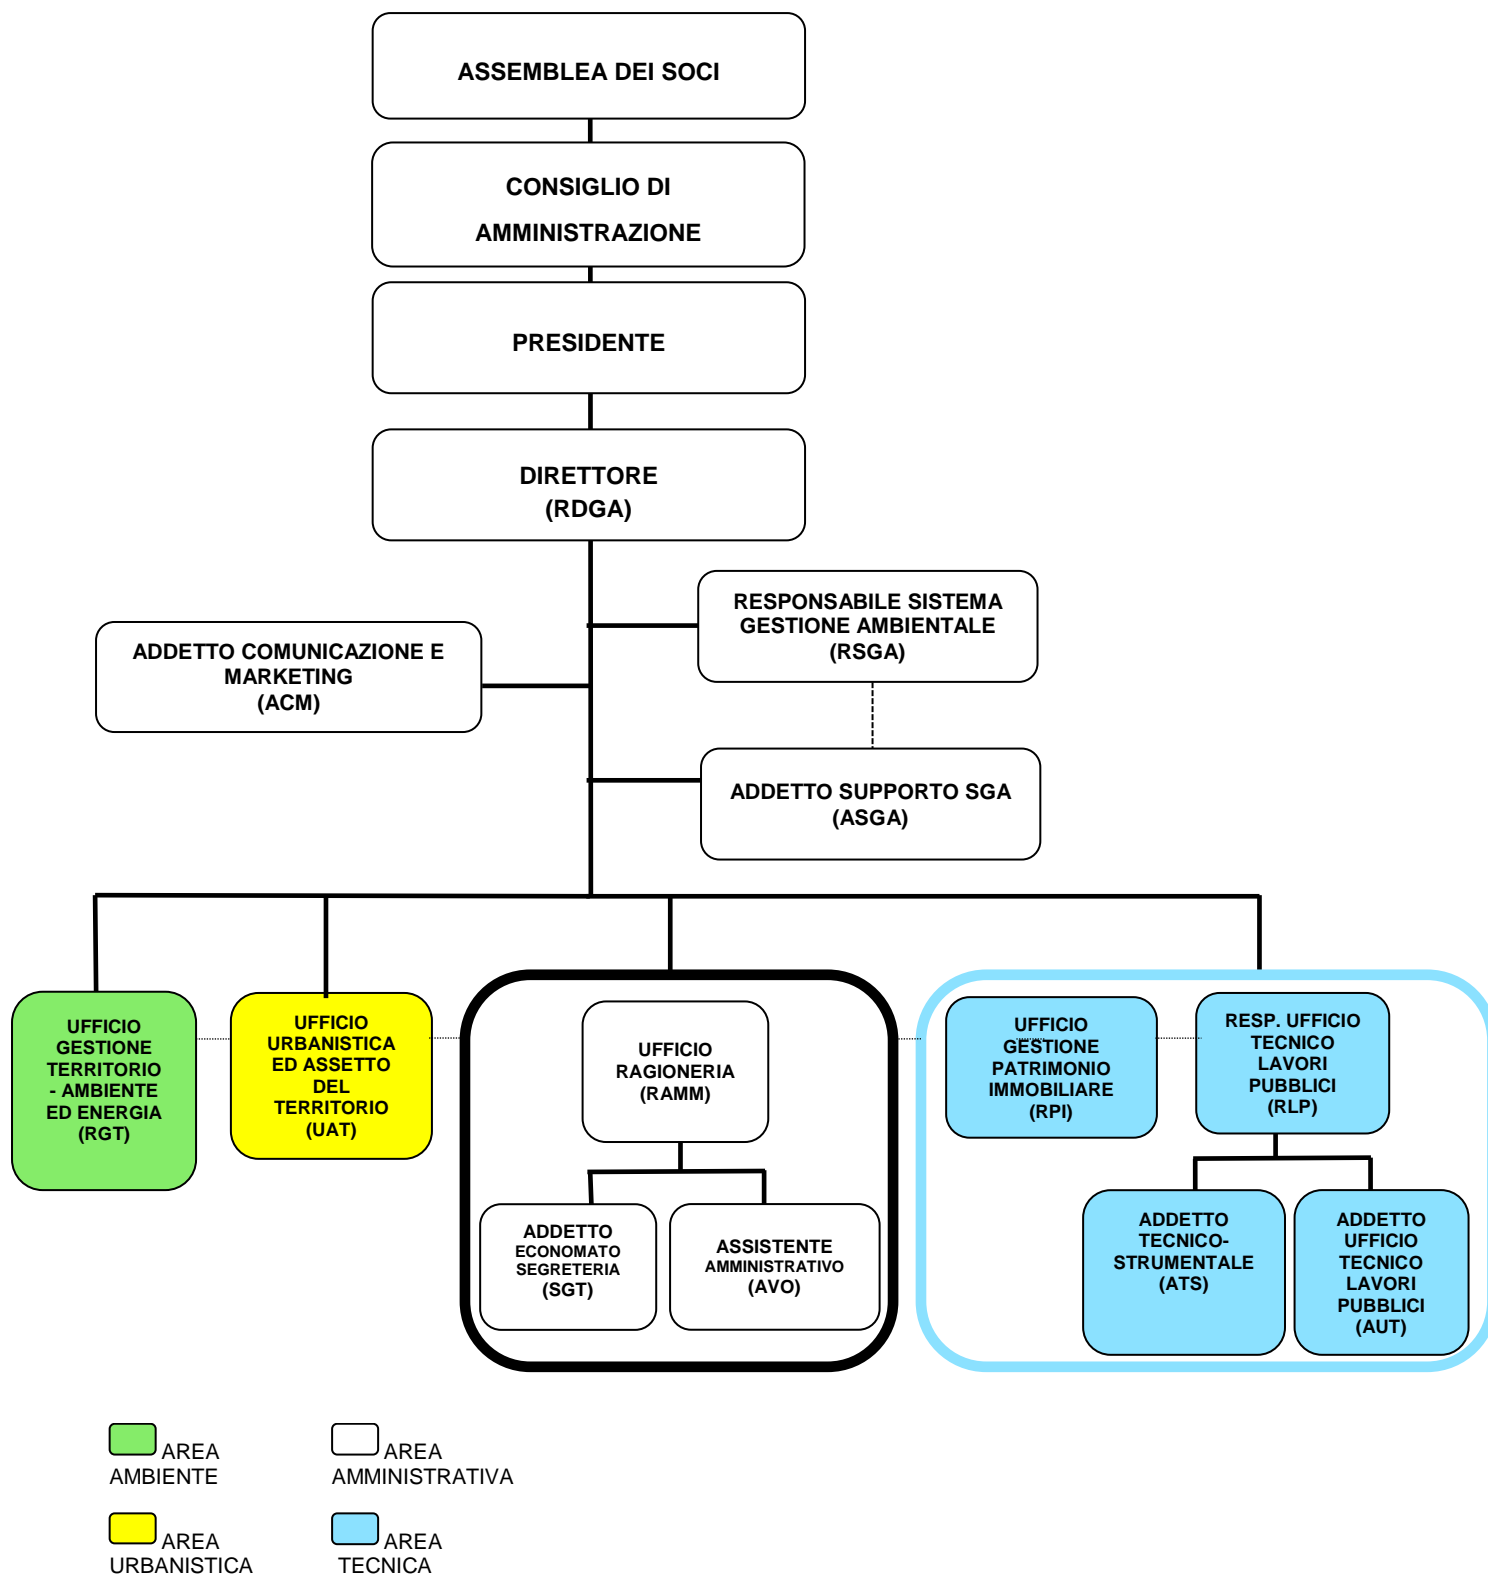 ASSEMBLEA DEI SOCI
CONSIGLIO DI
AMMINISTRAZIONE
PRESIDENTE
DIRETTORE
(RDGA)
RESPONSABILE SISTEMA
GESTIONE AMBIENTALE
(RSGA)
ADDETTO COMUNICAZIONE E
MARKETING
(ACM)
ADDETTO SUPPORTO SGA
(ASGA)
UFFICIO
GESTIONE
TERRITORIO
- AMBIENTE
ED ENERGIA
(RGT)
UFFICIO
URBANISTICA
ED ASSETTO
DEL
TERRITORIO
(UAT)
UFFICIO
RAGIONERIA
(RAMM)
ADDETTO
ECONOMATO
SEGRETERIA
(SGT)
ASSISTENTE
AMMINISTRATIVO
(AVO)
UFFICIO
GESTIONE
PATRIMONIO
IMMOBILIARE
(RPI)
RESP. UFFICIO
TECNICO
LAVORI
PUBBLICI
(RLP)
ADDETTO
TECNICO-
STRUMENTALE
(ATS)
ADDETTO
UFFICIO
TECNICO
LAVORI
PUBBLICI
(AUT)
AREA
AMBIENTE
AREA
AMMINISTRATIVA
AREA
URBANISTICA
AREA
TECNICA